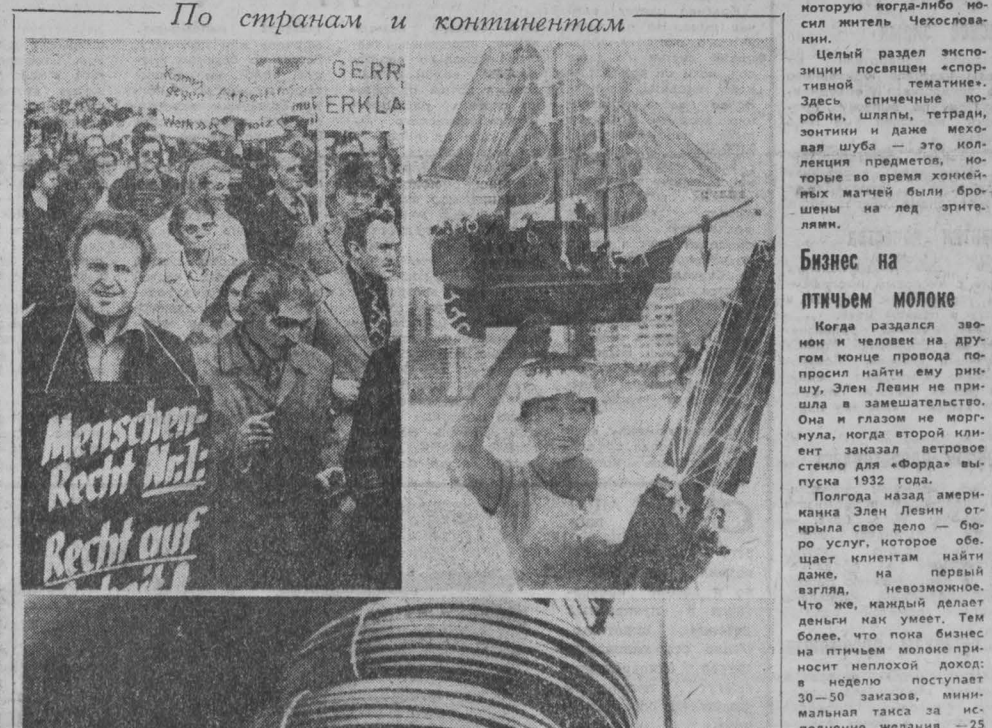 По странам и континентам
GERR
ERKLA
Menschen-
Recht Nr.1:
Recht auf
которую когда-либо но-
сил житель Чехослова-
кии.
Целый раздел экспо-
зиции посвящен «спор-
тивной тематине».
Здесь спичечные ко-
робки, шляпы, тетради,
зонтики и даже мехо-
вая шуба — это кол-
лекция предметов, ко-
торые во время хоккей-
ных матчей были бро-
шены на лед зрите-
лями.
Бизнес на
птичьем молоке
Когда раздался зво-
нок и человек на дру-
гом конце провода по-
просил найти ему рик-
шу, Элен Левин не при-
шла в замешательство.
Она и глазом не морг-
нула, когда второй кли-
ент заказал ветровое
стекло для «Форда» вы-
пуска 1932 года.
Полгода назад амери-
канка Элен Левин от-
крыла свое дело — бю-
ро услуг, которое обе-
щает клиентам найти
даже, на первый
взгляд, невозможное.
Что же, каждый делает
деньги как умеет. Тем
более, что пока бизнес
на птичьем молоке при-
носит неплохой доход:
в неделю поступает
30—50 заказов, мини-
мальная такса за ис-
полнение желания —25